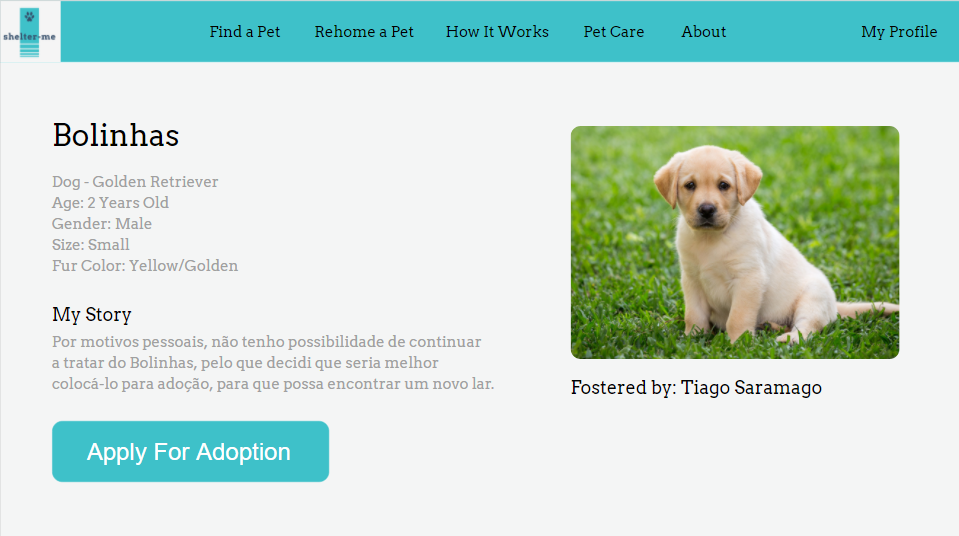 shelter-me
Find a Pet
Rehome a Pet
How It Works
Pet Care
About
My Profile
Bolinhas
Dog - Golden Retriever
Age: 2 Years Old
Gender: Male
Size: Small
Fur Color: Yellow/Golden
My Story
Por motivos pessoais, não tenho possibilidade de continuar
a tratar do Bolinhas, pelo que decidi que seria melhor
colocá-lo para adoção, para que possa encontrar um novo lar.
Apply For Adoption
Fostered by: Tiago Saramago